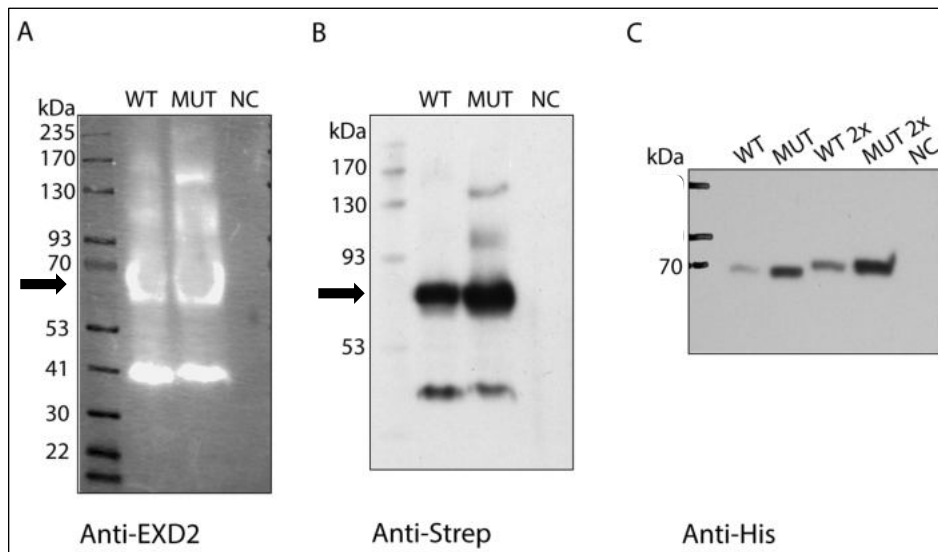 A
WT MUT NC
kDa
235
170
130
93
70
53
41
30
22
Anti-EXD2
B
WT MUT NC
kDa
170
130
93
53
Anti-Strep
C
kDa WT MUT WT 2x MUT 2x NC
70
Anti-His